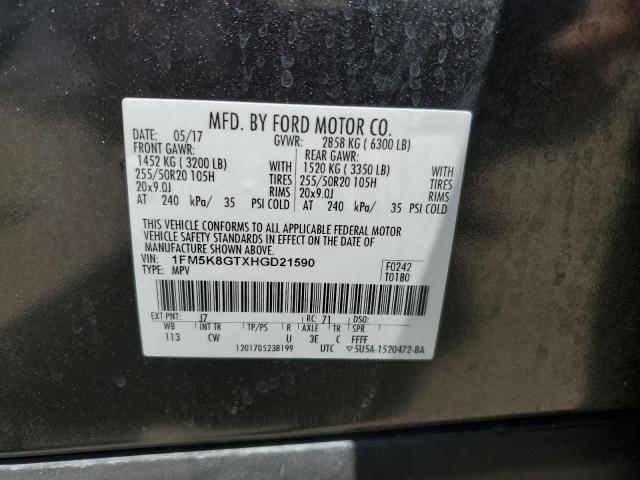 MFD. BY FORD MOTOR CO.
DATE: 05/17 GVWR: 2858 KG ( 6300 LB)
FRONT GAWR: REAR GAWR:
1452 KG ( 3200 LB) WITH 1520 KG ( 3350 LB) WITH
255/50R20 105H TIRES 255/50R20 105H TIRES
20x9.0J RIMS 20x9.0J RIMS
AT 240 kPa/ 35 PSI COLD AT 240 kPa/ 35 PSI COLD
THIS VEHICLE CONFORMS TO ALL APPLICABLE FEDERAL MOTOR
VEHICLE SAFETY STANDARDS IN EFFECT ON THE DATE OF
MANUFACTURE SHOWN ABOVE.
VIN: 1FM5K8GTXHGD21590 F0242
TYPE: MPV T0180
EXT PNT: J7 RC: 71 DSO:
WB INT TR TP/PS R AXLE TR SPR
113 CW U 3E C FFFF
1201705238199 UTC ▽5U5A-1520472-BA